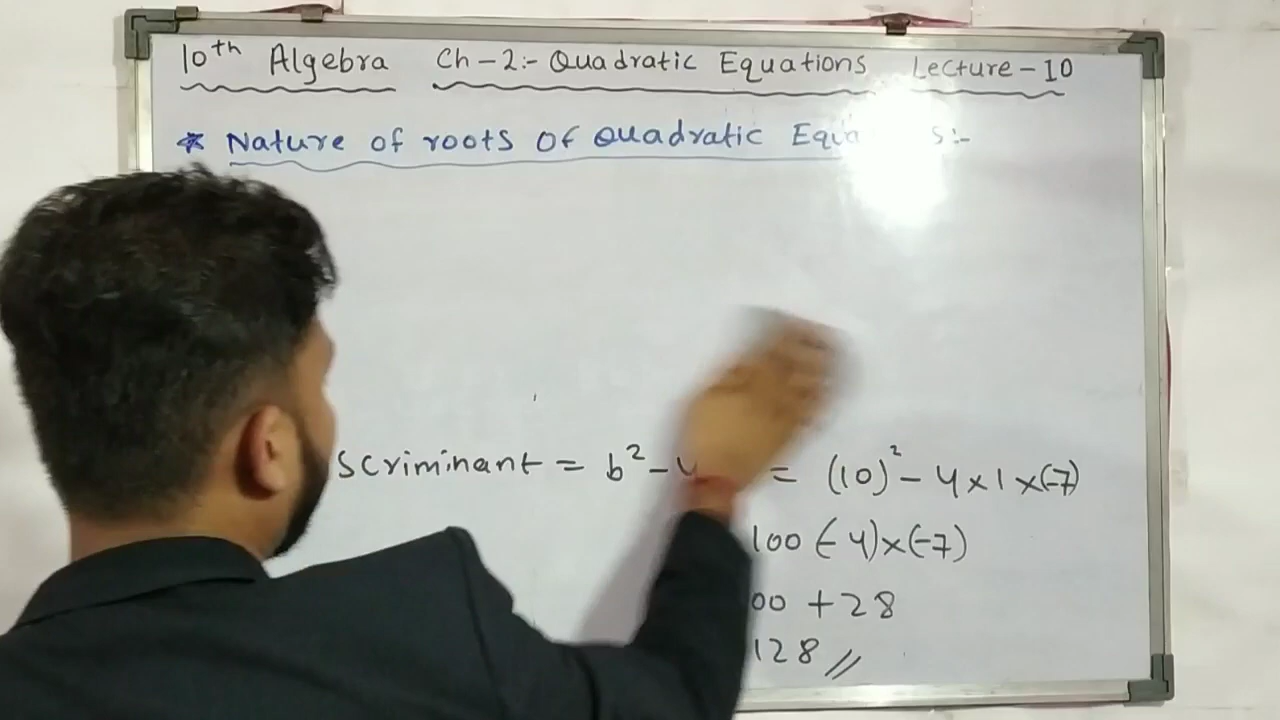 10th Algebra Ch-2:- Quadratic Equations Lecture-10
* Nature of roots of Quadratic Equa s:-
scriminant = b² - 4 = (10)² - 4 × 1 × (-7)
100 (-4)×(-7)
00 + 28
128 //